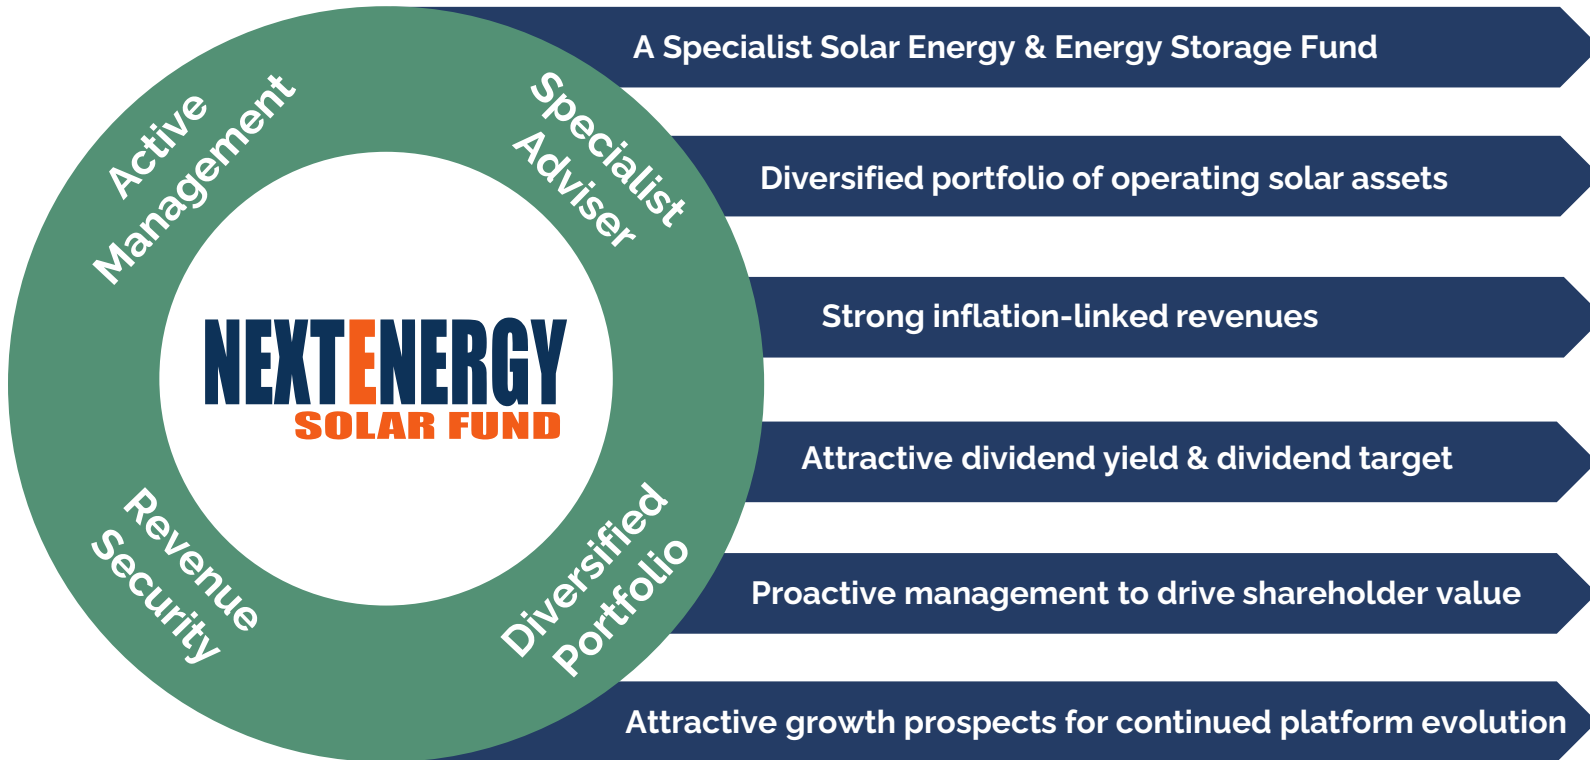 Active
Management
Specialist
Adviser
NEXTENERGY
SOLAR FUND
Revenue
Security
Diversified
Portfolio
A Specialist Solar Energy & Energy Storage Fund
Diversified portfolio of operating solar assets
Strong inflation-linked revenues
Attractive dividend yield & dividend target
Proactive management to drive shareholder value
Attractive growth prospects for continued platform evolution